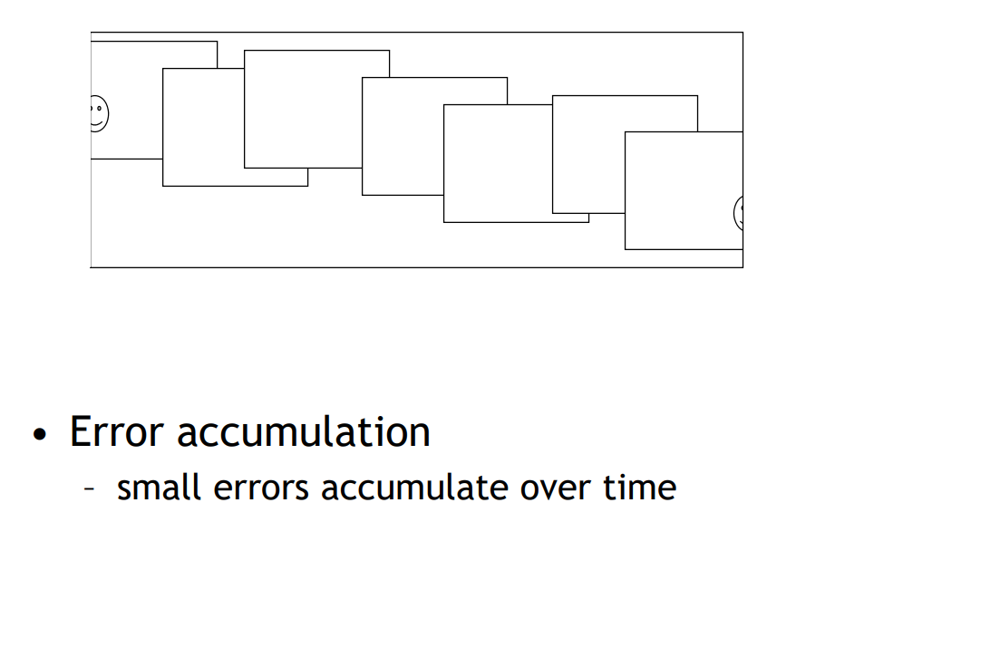 • Error accumulation
– small errors accumulate over time